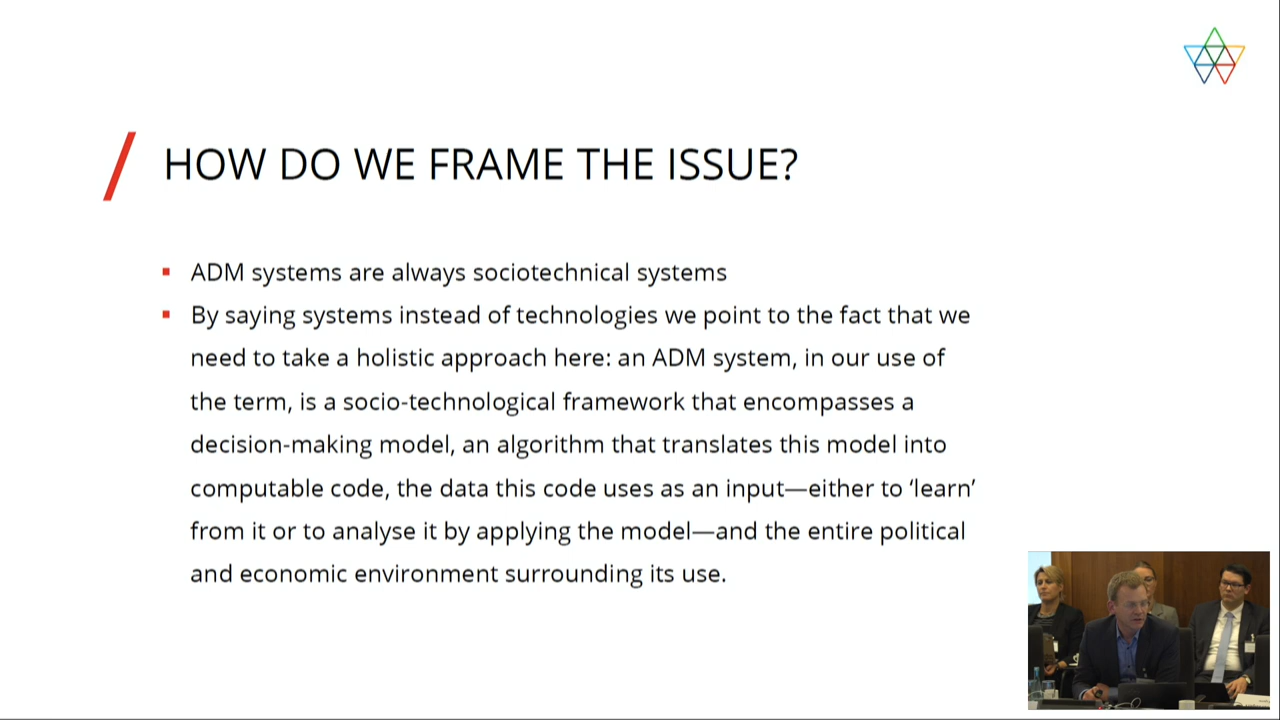 HOW DO WE FRAME THE ISSUE?
ADM systems are always sociotechnical systems
By saying systems instead of technologies we point to the fact that we
need to take a holistic approach here: an ADM system, in our use of
the term, is a socio-technological framework that encompasses a
decision-making model, an algorithm that translates this model into
computable code, the data this code uses as an input—either to ‘learn’
from it or to analyse it by applying the model—and the entire political
and economic environment surrounding its use.